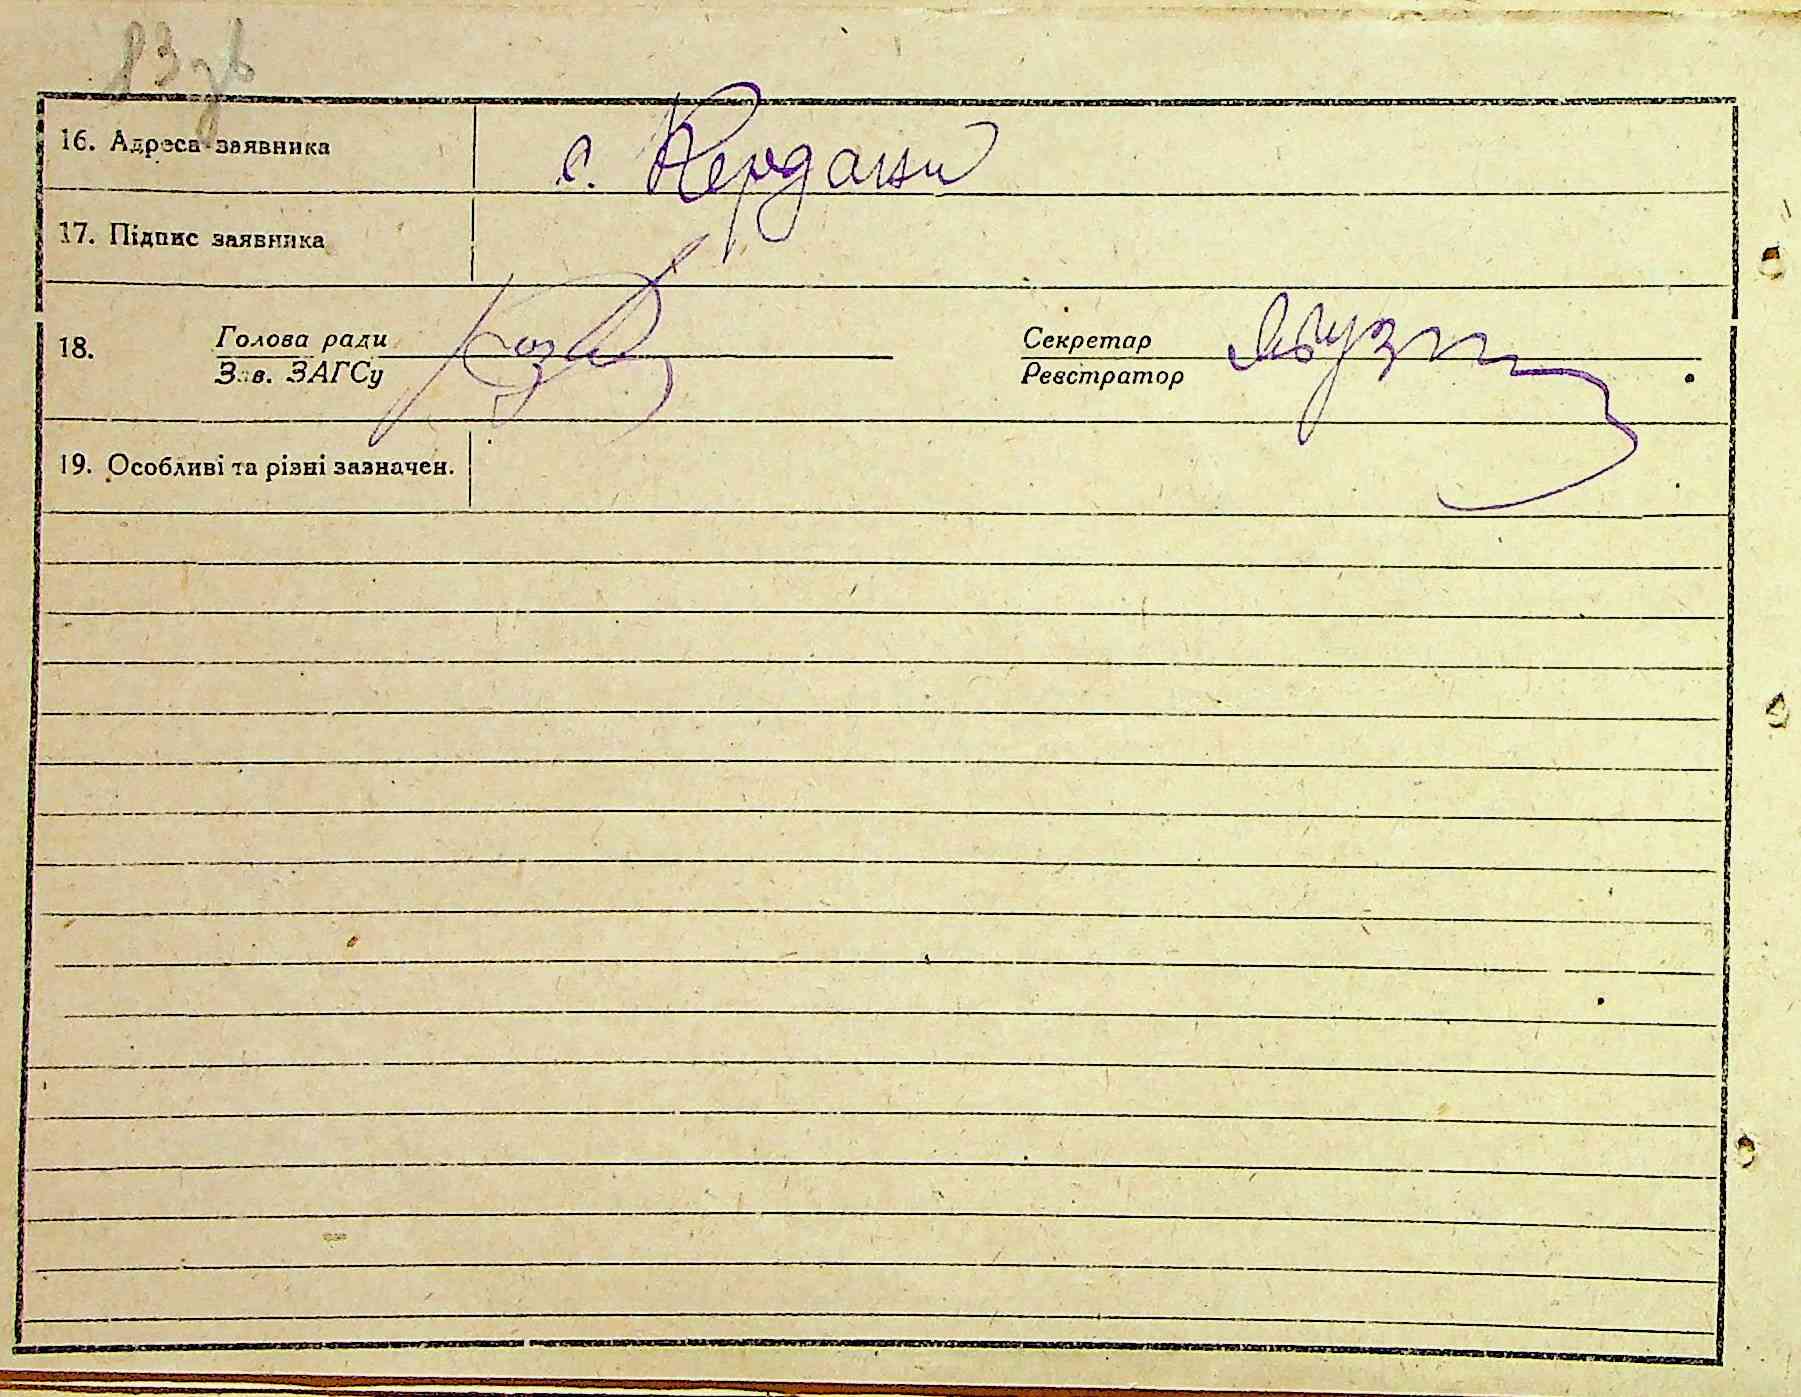 16. Адреса заявника с. Кердани
17. Підпис заявника
18. Голова ради Секретар
Зав. ЗАГСу Реєстратор
19. Особливі та різні зазначен.